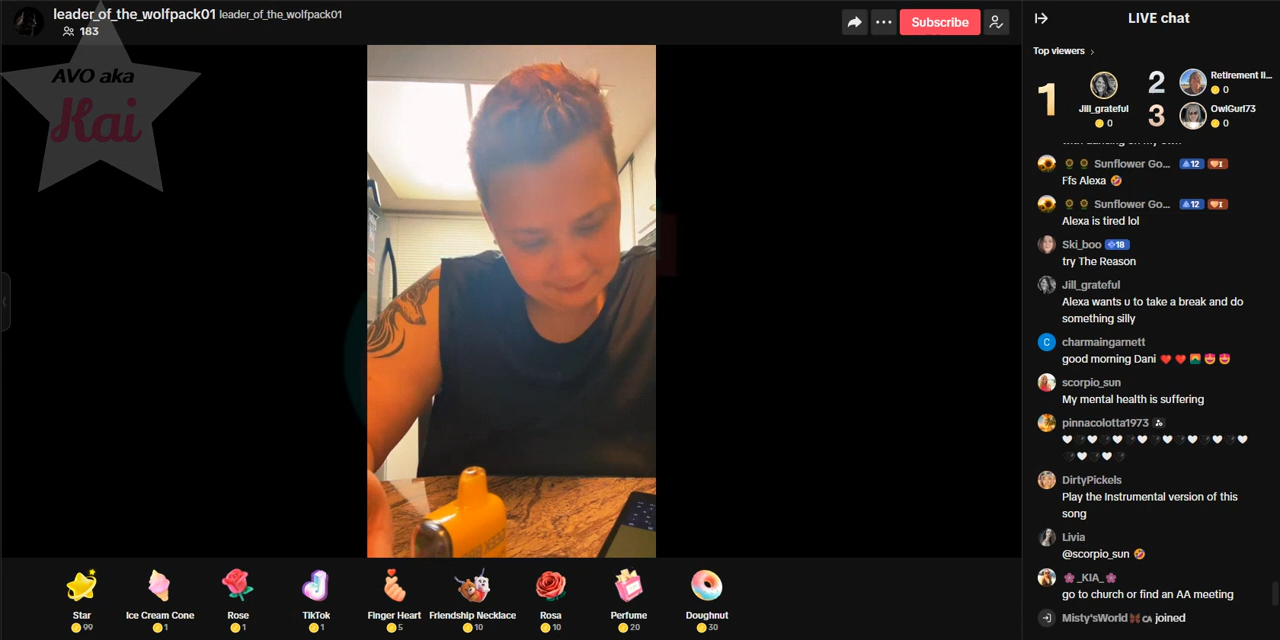 leader_of_the_wolfpack01 leader_of_the_wolfpack01
183
Subscribe
AVO aka
Kai
LIVE chat
Top viewers
1
Jill_grateful
0
2
Retirement li...
0
3
OwlGurl73
0
Sunflower Go... 12 I
Ffs Alexa 🤣
Sunflower Go... 12 I
Alexa is tired lol
Ski_boo 18
try The Reason
Jill_grateful
Alexa wants u to take a break and do
something silly
C
charmaingarnett
good morning Dani ❤️ ❤️ 🌄 😍 😍
scorpio_sun
My mental health is suffering
pinnacolotta1973
DirtyPickels
Play the Instrumental version of this
song
Livia
@scorpio_sun 🤣
🌸_KIA_🌸
go to church or find an AA meeting
Misty'sWorld CA joined
Star
99
Ice Cream Cone
1
Rose
1
TikTok
1
Finger Heart
5
Friendship Necklace
10
Rosa
10
Perfume
20
Doughnut
30